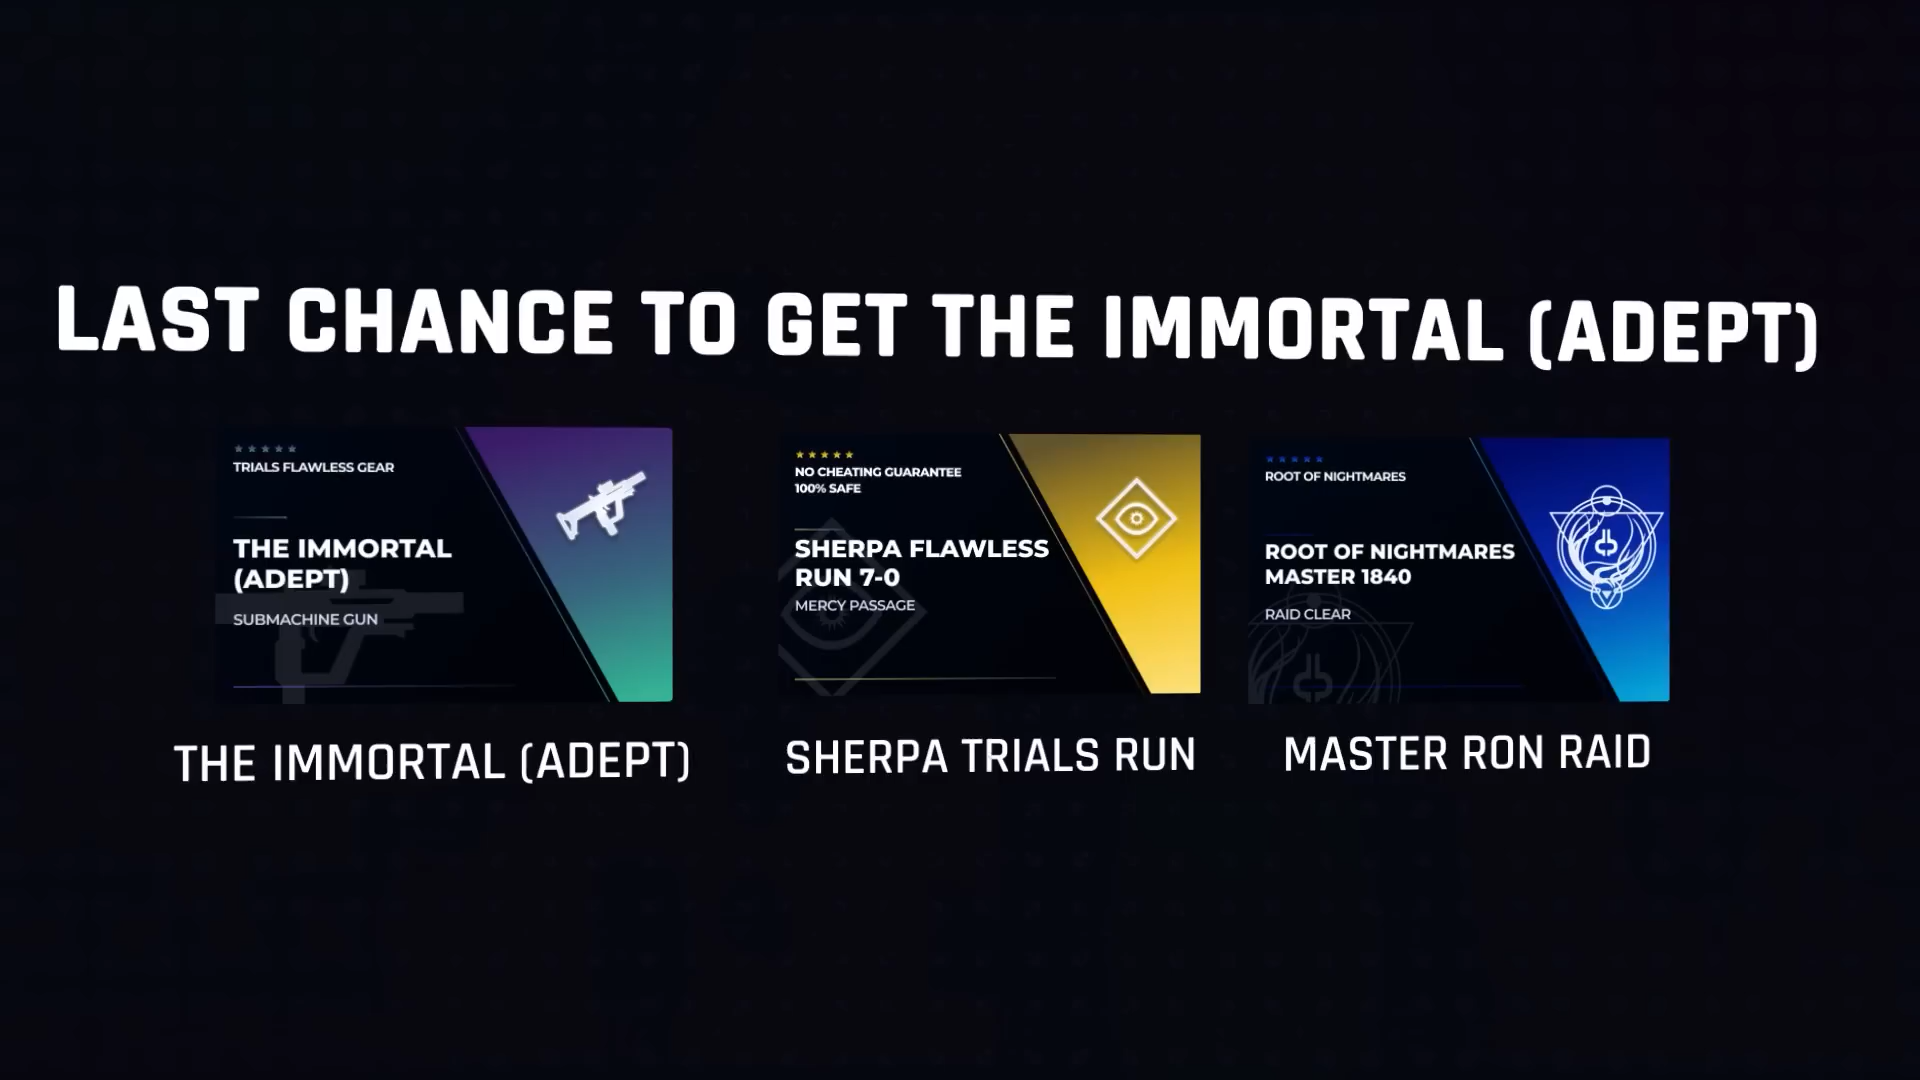 LAST CHANCE TO GET THE IMMORTAL (ADEPT)
TRIALS FLAWLESS GEAR
THE IMMORTAL
(ADEPT)
SUBMACHINE GUN
THE IMMORTAL (ADEPT)
NO CHEATING GUARANTEE
100% SAFE
SHERPA FLAWLESS
RUN 7-0
MERCY PASSAGE
SHERPA TRIALS RUN
ROOT OF NIGHTMARES
ROOT OF NIGHTMARES
MASTER 1840
RAID CLEAR
MASTER RON RAID